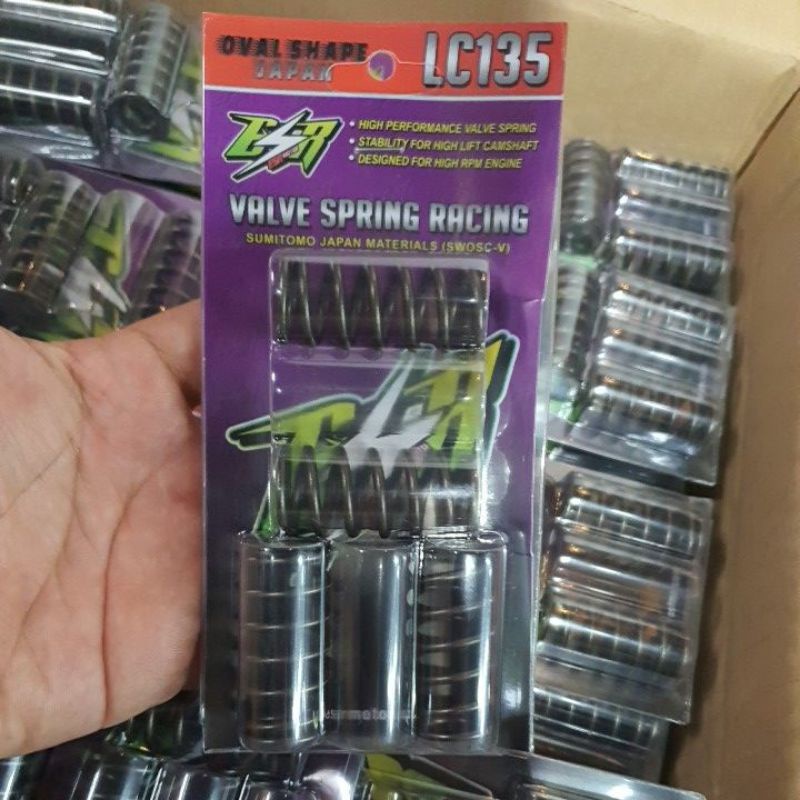 OVAL SHAPE
JAPAN
LC135
ESR
• HIGH PERFORMANCE VALVE SPRING
• STABILITY FOR HIGH LIFT CAMSHAFT
• DESIGNED FOR HIGH RPM ENGINE
VALVE SPRING RACING
SUMITOMO JAPAN MATERIALS (SWOSC-V)